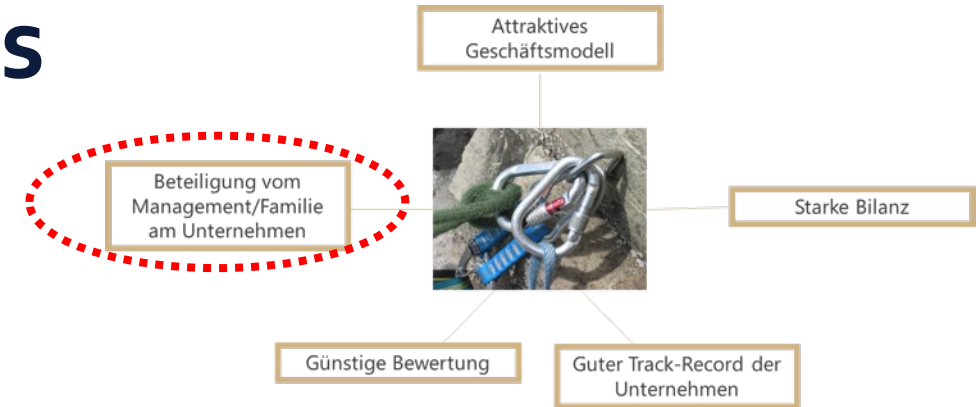 s
Attraktives
Geschäftsmodell
Beteiligung vom
Management/Familie
am Unternehmen
Starke Bilanz
Günstige Bewertung
Guter Track-Record der
Unternehmen